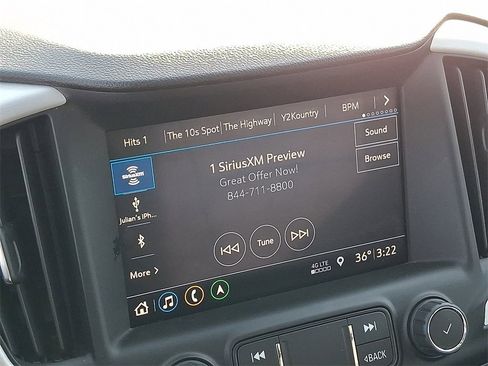 Hits 1 The 10s Spot The Highway Y2Kountry BPM
Sound
Browse
siriusxm
Julian's iPh...
More
1 SiriusXM Preview
Great Offer Now!
844-711-8800
Tune
4G LTE
36° 3:22
BACK